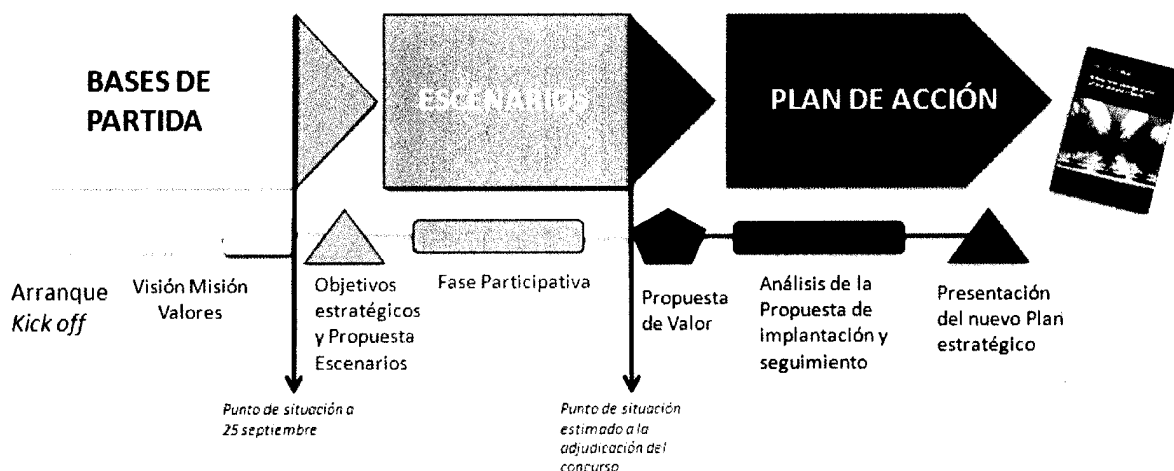 BASES DE
PARTIDA
ESCENARIOS
PLAN DE ACCIÓN
Arranque
Kick off
Visión Misión
Valores
Objetivos
estratégicos
y Propuesta
Escenarios
Fase Participativa
Propuesta
de Valor
Análisis de la
Propuesta de
implantación y
seguimiento
Presentación
del nuevo Plan
estratégico
Punto de situación a
25 septiembre
Punto de situación
estimado a la
adjudicación del
concurso